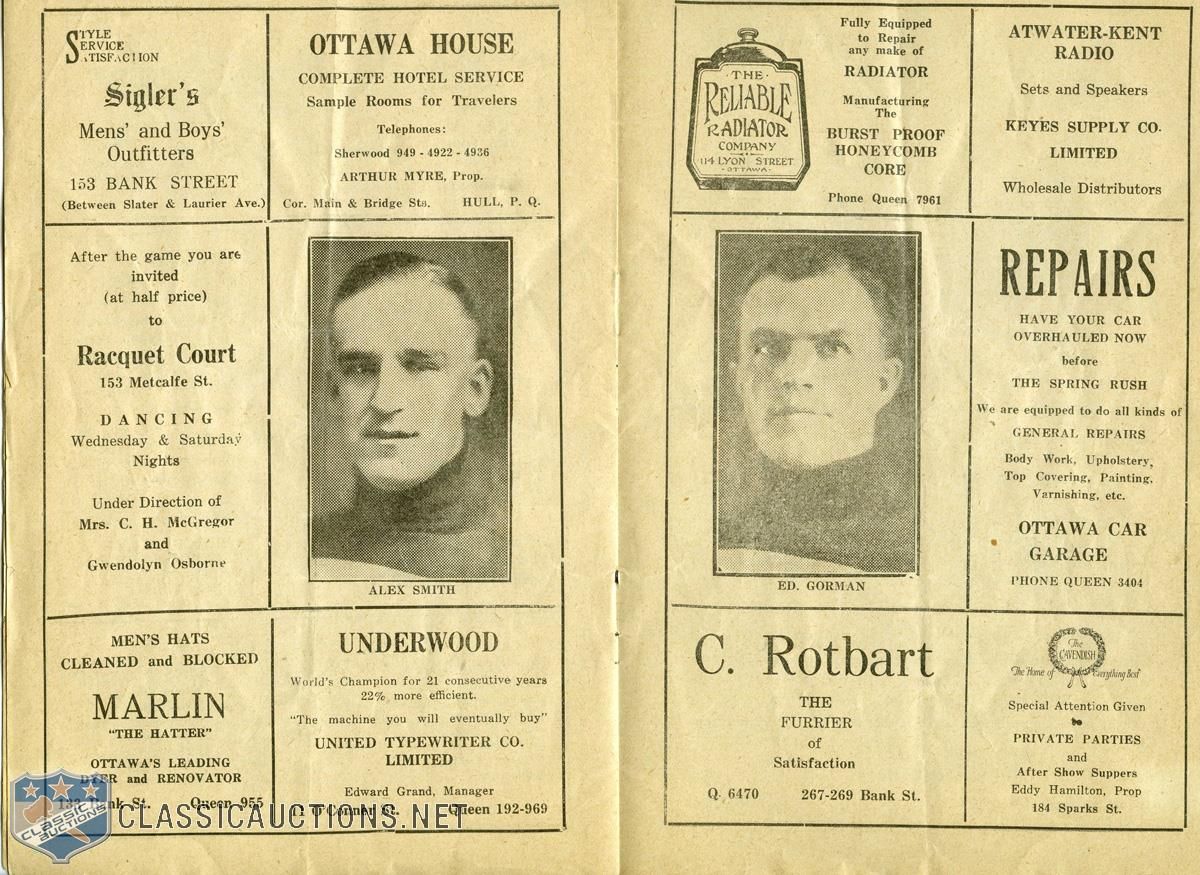 STYLE
SERVICE
SATISFACTION
Sigler's
Mens' and Boys'
Outfitters
153 BANK STREET
(Between Slater & Laurier Ave.)
OTTAWA HOUSE
COMPLETE HOTEL SERVICE
Sample Rooms for Travelers
Telephones:
Sherwood 949 - 4922 - 4936
ARTHUR MYRE, Prop.
Cor. Main & Bridge Sts. HULL, P. Q.
After the game you are
invited
(at half price)
to
Racquet Court
153 Metcalfe St.
DANCING
Wednesday & Saturday
Nights
Under Direction of
Mrs. C. H. McGregor
and
Gwendolyn Osborne
ALEX SMITH
MEN'S HATS
CLEANED and BLOCKED
MARLIN
"THE HATTER"
OTTAWA'S LEADING
DYER and RENOVATOR
Bank St. Queen 955
UNDERWOOD
World's Champion for 21 consecutive years
22% more efficient.
"The machine you will eventually buy"
UNITED TYPEWRITER CO.
LIMITED
Edward Grand, Manager
O'Connor St. Queen 192-969
CLASSIC AUCTIONS
CLASSICAUCTIONS.NET
THE
RELIABLE
RADIATOR
COMPANY
114 LYON STREET
- OTTAWA -
Fully Equipped
to Repair
any make of
RADIATOR
Manufacturing
The
BURST PROOF
HONEYCOMB
CORE
Phone Queen 7961
ATWATER-KENT
RADIO
Sets and Speakers
KEYES SUPPLY CO.
LIMITED
Wholesale Distributors
ED. GORMAN
REPAIRS
HAVE YOUR CAR
OVERHAULED NOW
before
THE SPRING RUSH
We are equipped to do all kinds of
GENERAL REPAIRS
Body Work, Upholstery,
Top Covering, Painting,
Varnishing, etc.
OTTAWA CAR
GARAGE
PHONE QUEEN 3404
C. Rotbart
THE
FURRIER
of
Satisfaction
Q. 6470 267-269 Bank St.
The
CAVENDISH
"The Home of Everything Best"
Special Attention Given
to
PRIVATE PARTIES
and
After Show Suppers
Eddy Hamilton, Prop
184 Sparks St.